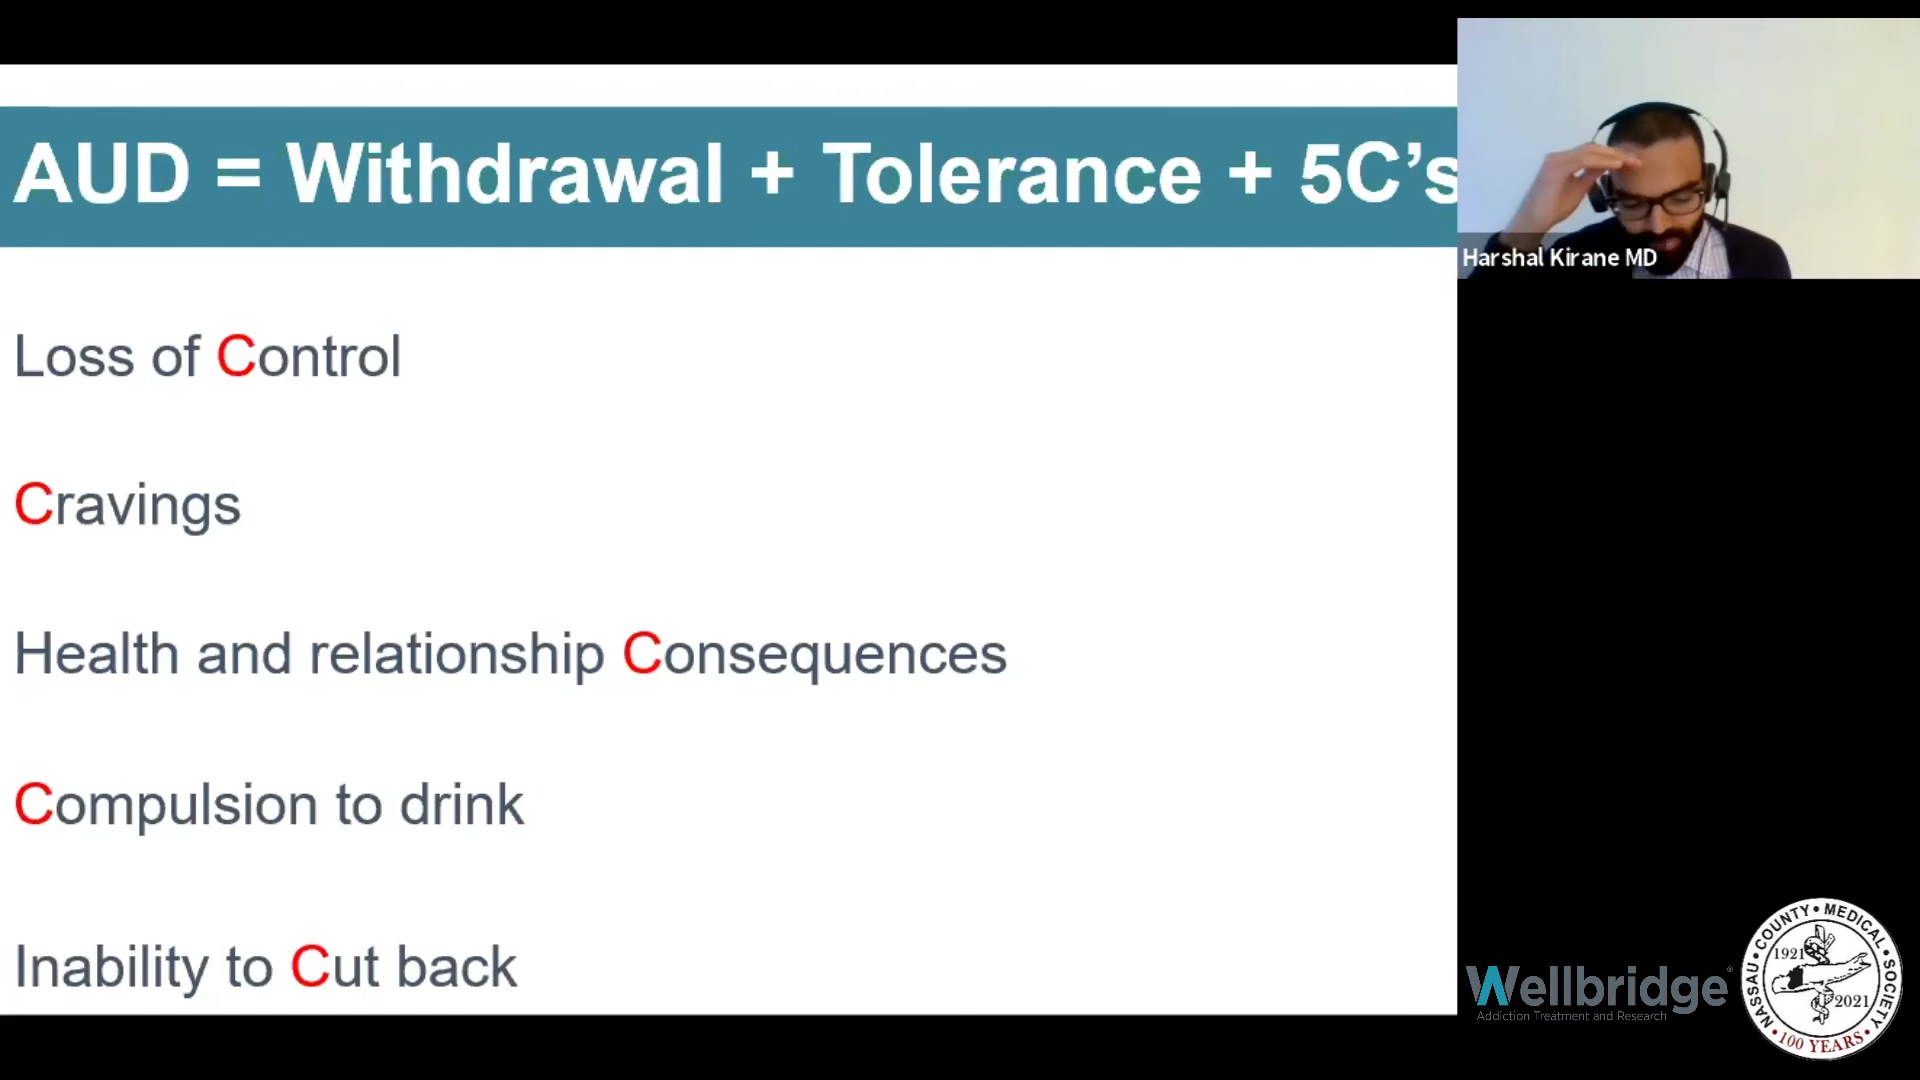 AUD = Withdrawal + Tolerance + 5C's
Harshal Kirane MD
Loss of Control
Cravings
Health and relationship Consequences
Compulsion to drink
Inability to Cut back
Wellbridge
Addiction Treatment and Research
NASSAU • COUNTY • MEDICAL • SOCIETY
1921
2021
• 100 YEARS •